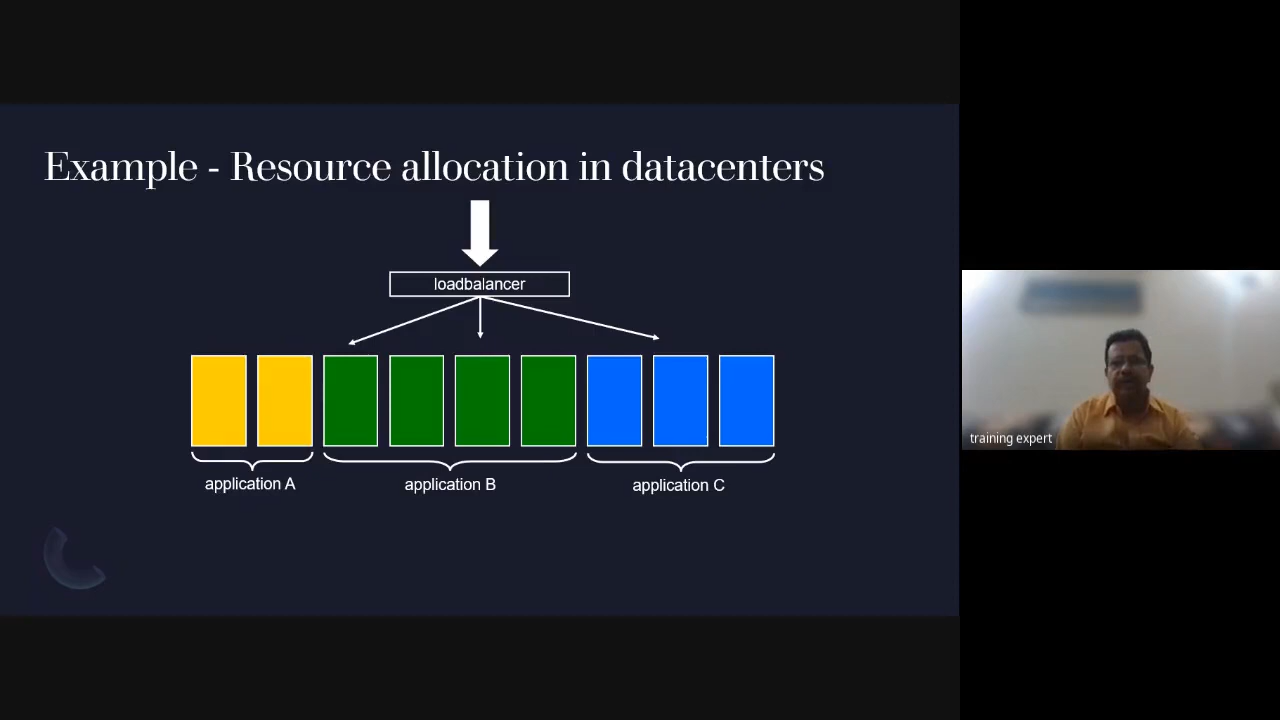 Example - Resource allocation in datacenters
loadbalancer
application A
application B
application C
training expert